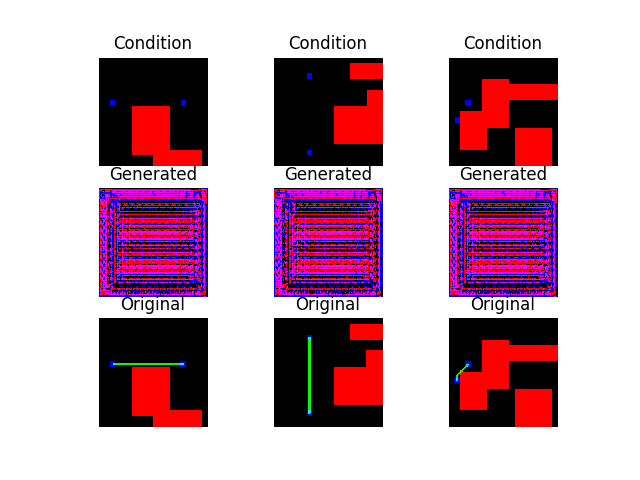 Condition Condition Condition
Generated Generated Generated
Original Original Original